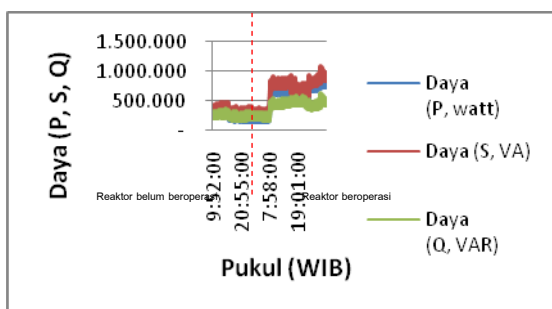 Daya (P, S, Q)
1.500.000
1.000.000
500.000
-
9:52:00
20:55:00
7:58:00
19:01:00
Reaktor belum beroperasi
Reaktor beroperasi
Pukul (WIB)
Daya
(P, watt)
Daya (S, VA)
Daya
(Q, VAR)